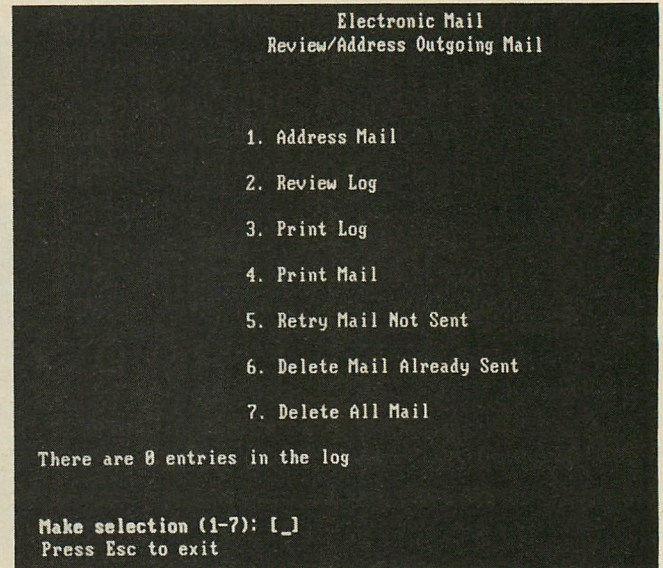 Electronic Mail
Review/Address Outgoing Mail
1. Address Mail
2. Review Log
3. Print Log
4. Print Mail
5. Retry Mail Not Sent
6. Delete Mail Already Sent
7. Delete All Mail
There are 0 entries in the log
Make selection (1-7): [_]
Press Esc to exit